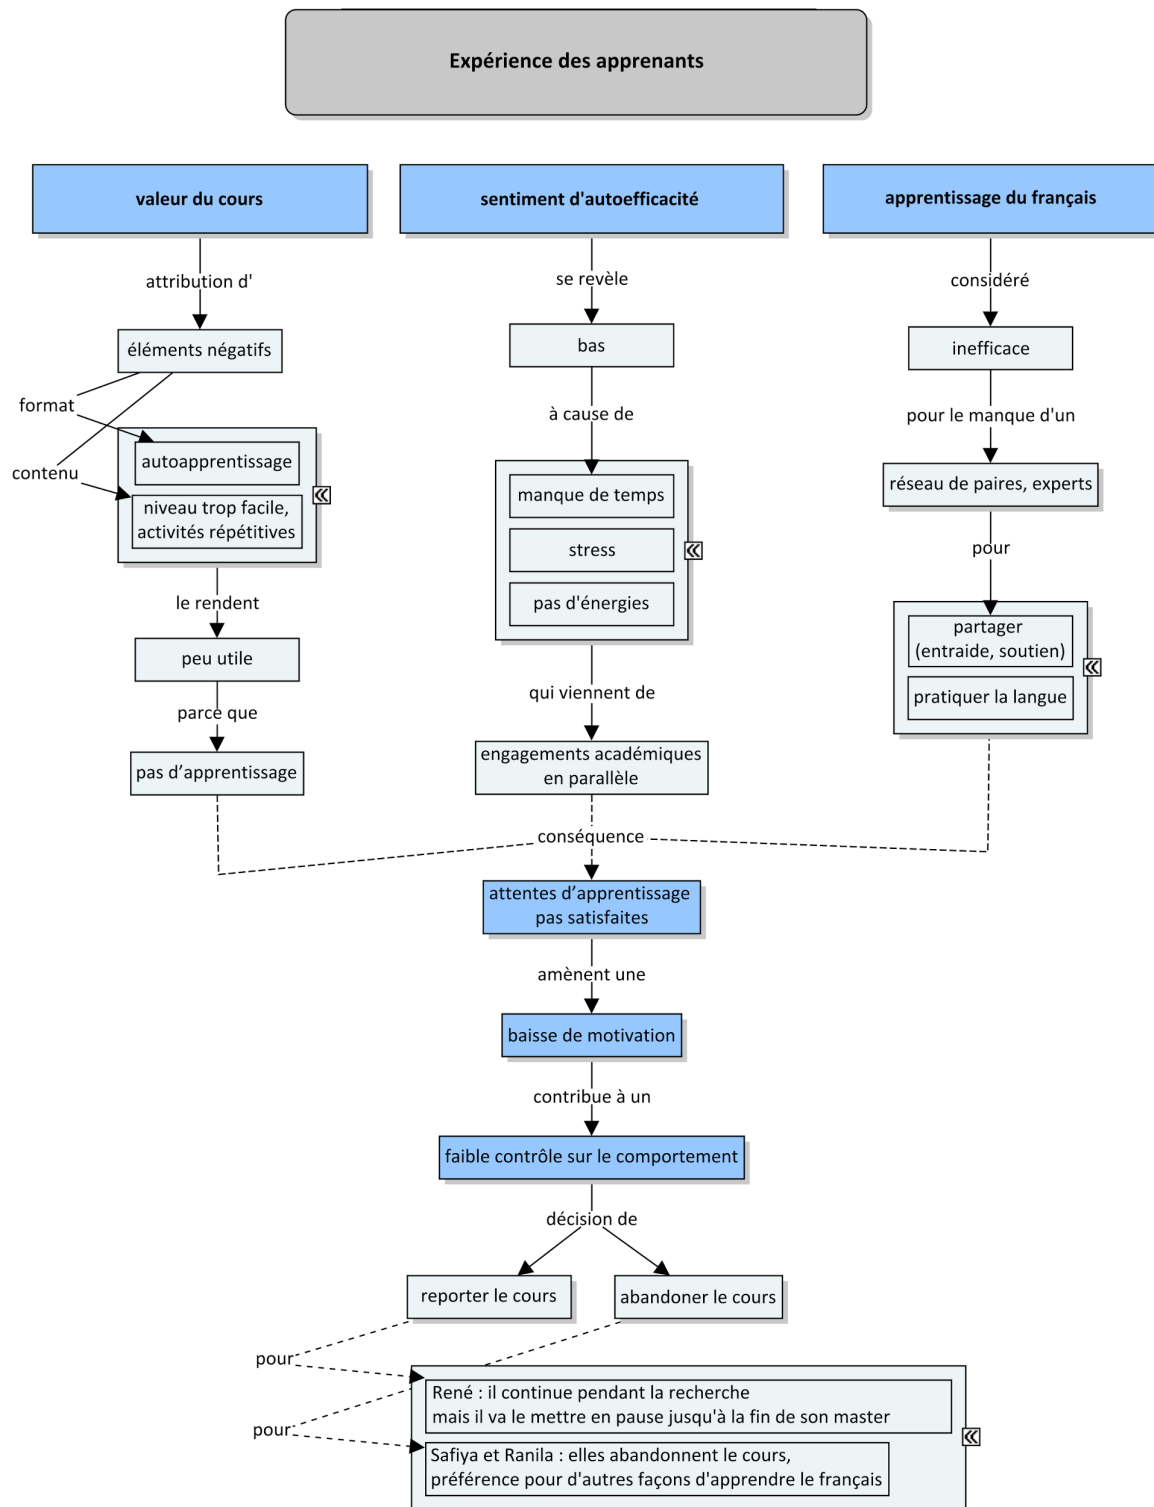 Expérience des apprenants
valeur du cours
attribution d'
éléments négatifs
format
contenu
autoapprentissage
niveau trop facile,
activités répétitives
le rendent
peu utile
parce que
pas d’apprentissage
sentiment d'autoefficacité
se revèle
bas
à cause de
manque de temps
stress
pas d'énergies
qui viennent de
engagements académiques
en parallèle
apprentissage du français
considéré
inefficace
pour le manque d'un
réseau de paires, experts
pour
partager
(entraide, soutien)
pratiquer la langue
conséquence
attentes d’apprentissage
pas satisfaites
amènent une
baisse de motivation
contribue à un
faible contrôle sur le comportement
décision de
reporter le cours
abandoner le cours
pour
René : il continue pendant la recherche
mais il va le mettre en pause jusqu'à la fin de son master
pour
Safiya et Ranila : elles abandonnent le cours,
préférence pour d'autres façons d'apprendre le français